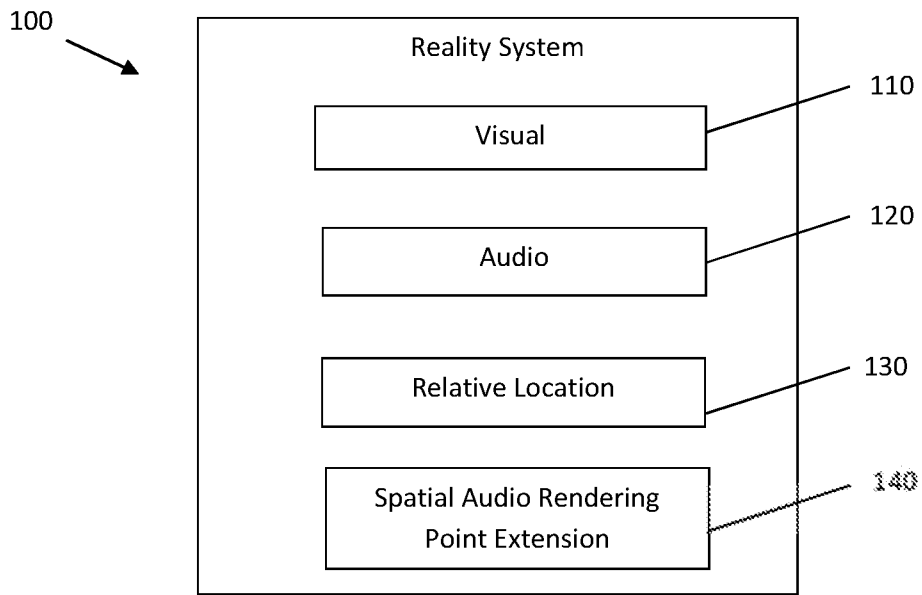 100
Reality System
110
Visual
120
Audio
130
Relative Location
140
Spatial Audio Rendering
Point Extension